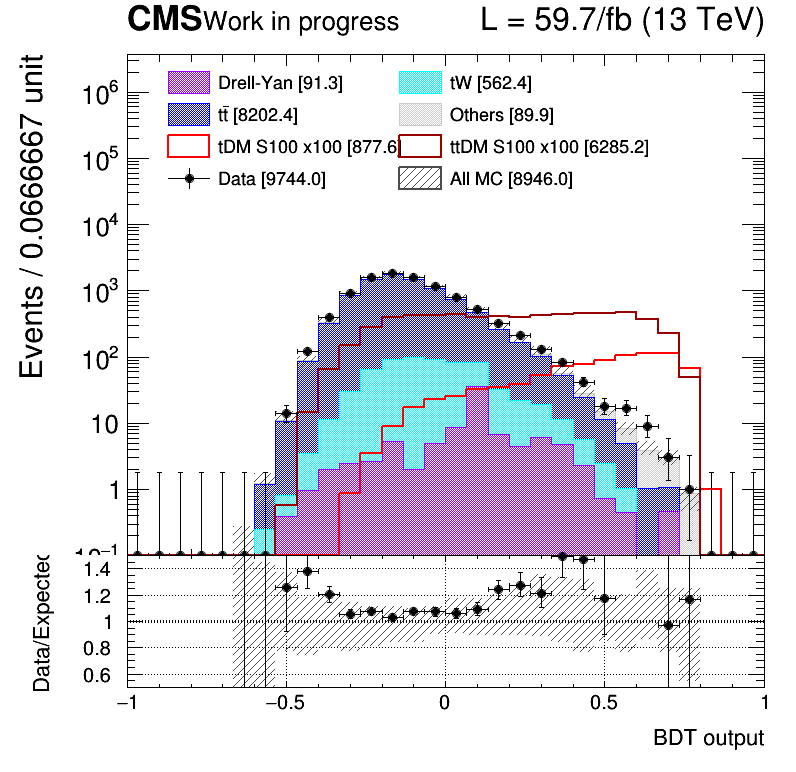 CMS Work in progress L = 59.7/fb (13 TeV)
Events / 0.0666667 unit
10⁶
10⁵
10⁴
10³
10²
10
1
10⁻¹
Drell-Yan [91.3]
tW [562.4]
tt̄ [8202.4]
Others [89.9]
tDM S100 x100 [877.6]
ttDM S100 x100 [6285.2]
Data [9744.0]
All MC [8946.0]
Data/Expected
1.4
1.2
1
0.8
0.6
−1 −0.5 0 0.5 1
BDT output